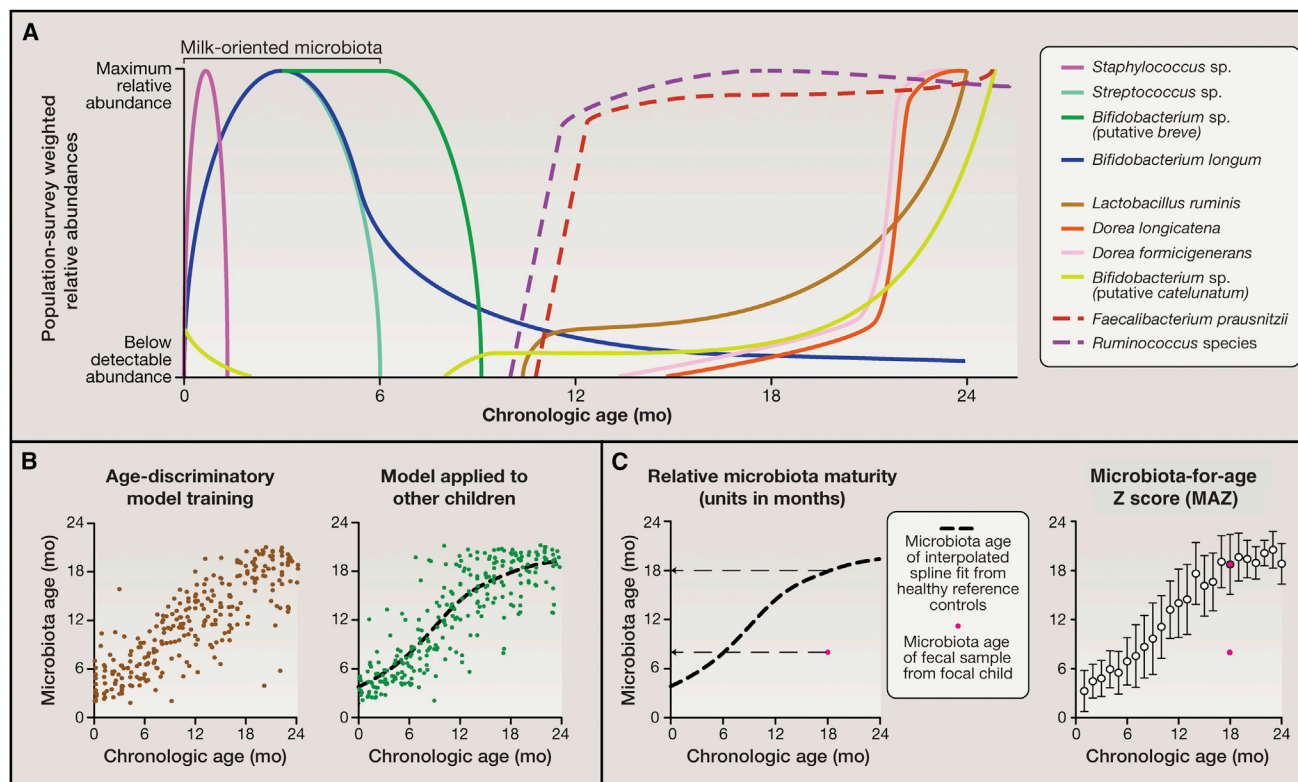 A
Milk-oriented microbiota
Maximum
relative
abundance
Population-survey weighted
relative abundances
Below
detectable
abundance
0
6
12
18
24
Chronologic age (mo)
Staphylococcus sp.
Streptococcus sp.
Bifidobacterium sp.
(putative breve)
Bifidobacterium longum
Lactobacillus ruminis
Dorea longicatena
Dorea formicigenerans
Bifidobacterium sp.
(putative catelunatum)
Faecalibacterium prausnitzii
Ruminococcus species
B
Age-discriminatory
model training
Microbiota age (mo)
24
18
12
6
0
0
6
12
18
24
Chronologic age (mo)
Model applied to
other children
24
18
12
6
0
0
6
12
18
24
Chronologic age (mo)
C
Relative microbiota maturity
(units in months)
Microbiota age (mo)
24
18
12
6
0
0
6
12
18
24
Chronologic age (mo)
Microbiota age
of interpolated
spline fit from
healthy reference
controls
Microbiota age
of fecal sample
from focal child
Microbiota-for-age
Z score (MAZ)
24
18
12
6
0
0
6
12
18
24
Chronologic age (mo)